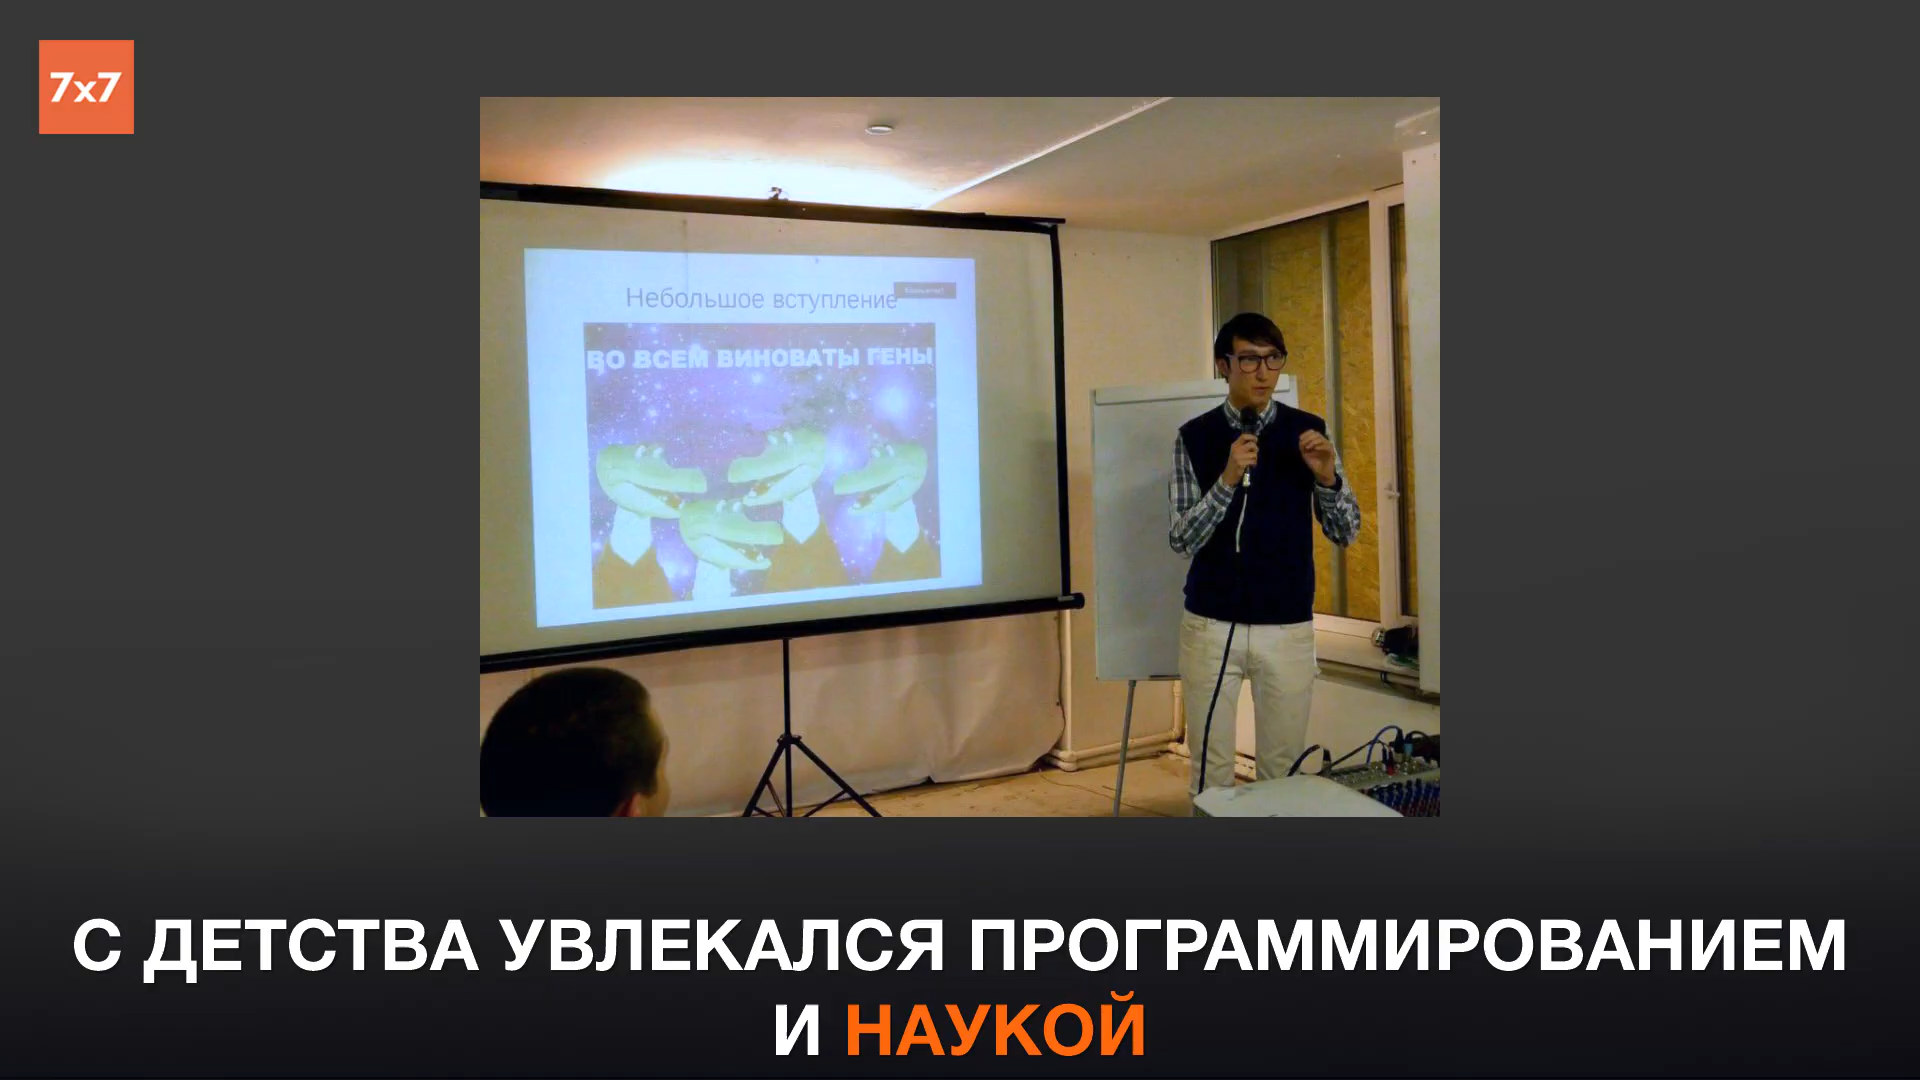 7x7
Небольшое вступление
ВО ВСЕМ ВИНОВАТЫ ГЕНЫ
С ДЕТСТВА УВЛЕКАЛСЯ ПРОГРАММИРОВАНИЕМ
И НАУКОЙ